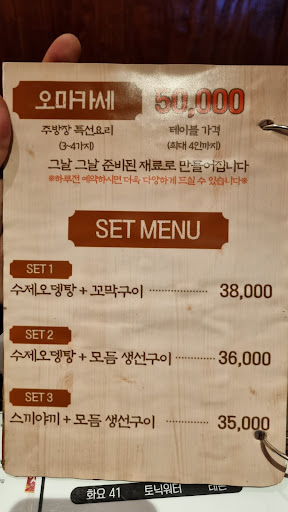 오마카세 50,000
주방장 특선요리 테이블 가격
(3~4가지) (최대 4인까지)
그날 그날 준비된 재료로 만들어집니다
※하루전 예약하시면 더욱 다양하게 드실 수 있습니다※
SET MENU
SET 1
수제오뎅탕 + 꼬막구이 ............... 38,000
SET 2
수제오뎅탕 + 모듬 생선구이 ......... 36,000
SET 3
스끼야끼 + 모듬 생선구이 ............ 35,000
화요 41 토닉워터 레몬